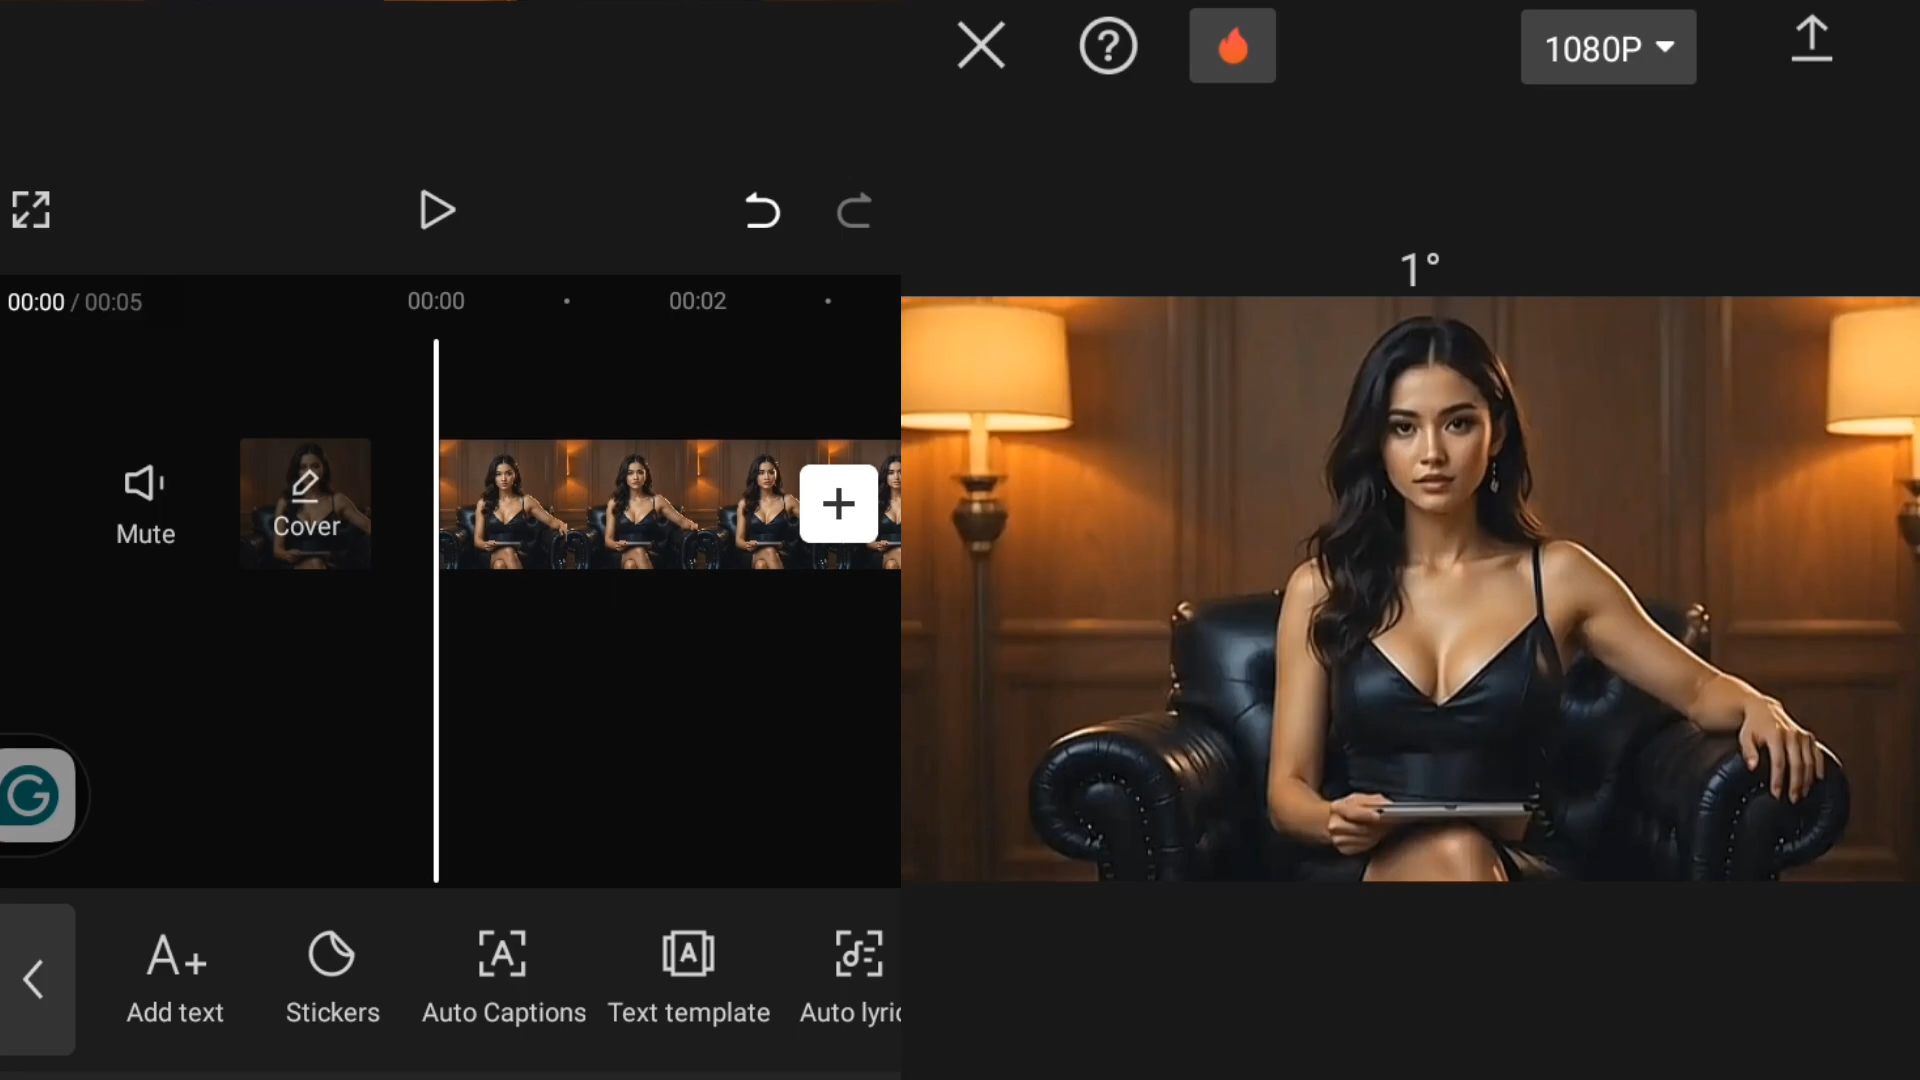 1080P
1°
00:00 / 00:05
00:00
00:02
Mute
Cover
Add text
Stickers
Auto Captions
Text template
Auto lyric